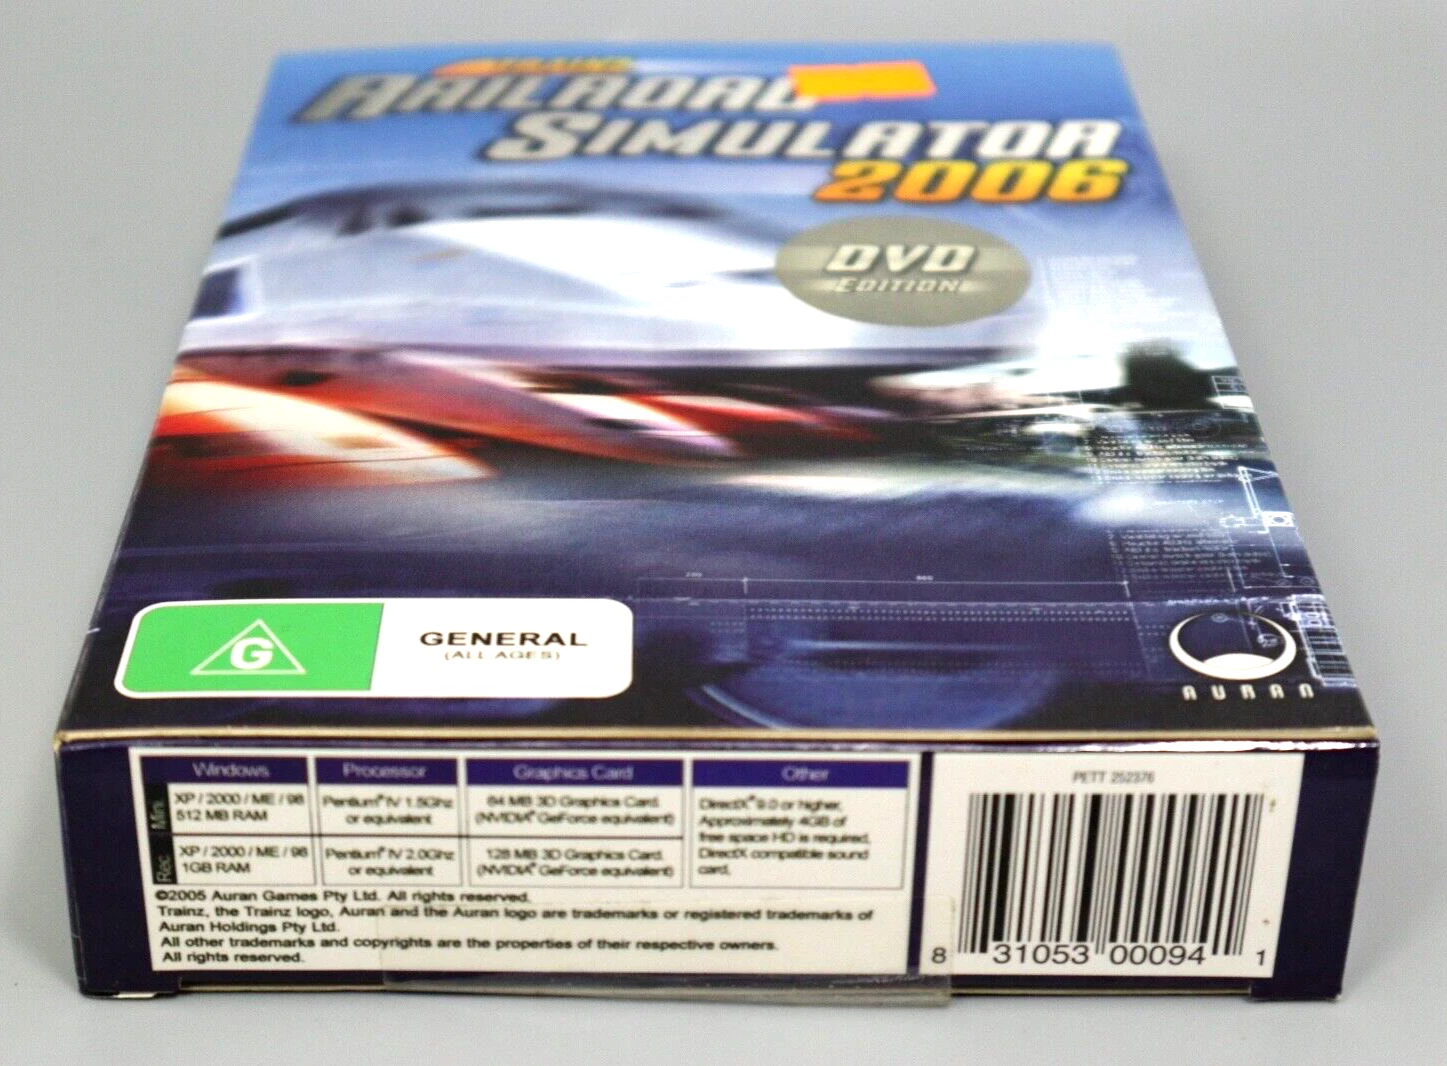 TRAINZ
RAILROAD
SIMULATOR
2006
DVD
EDITION
730
860
G
GENERAL
(ALL AGES)
AURAN
Windows
Processor
Graphics Card
Other
Min.
XP / 2000 / ME / 98
512 MB RAM
Pentium® IV 1.5Ghz
or equivalent
64 MB 3D Graphics Card.
(NVIDIA® GeForce equivalent)
Rec.
XP / 2000 / ME / 98
1GB RAM
Pentium® IV 2.0Ghz
or equivalent
128 MB 3D Graphics Card.
(NVIDIA® GeForce equivalent)
DirectX® 9.0 or higher,
Approximately 4GB of
free space HD is required,
DirectX compatible sound
card,
©2005 Auran Games Pty Ltd. All rights reserved.
Trainz, the Trainz logo, Auran and the Auran logo are trademarks or registered trademarks of
Auran Holdings Pty Ltd.
All other trademarks and copyrights are the properties of their respective owners.
All rights reserved.
PETT 252376
8 31053 00094 1